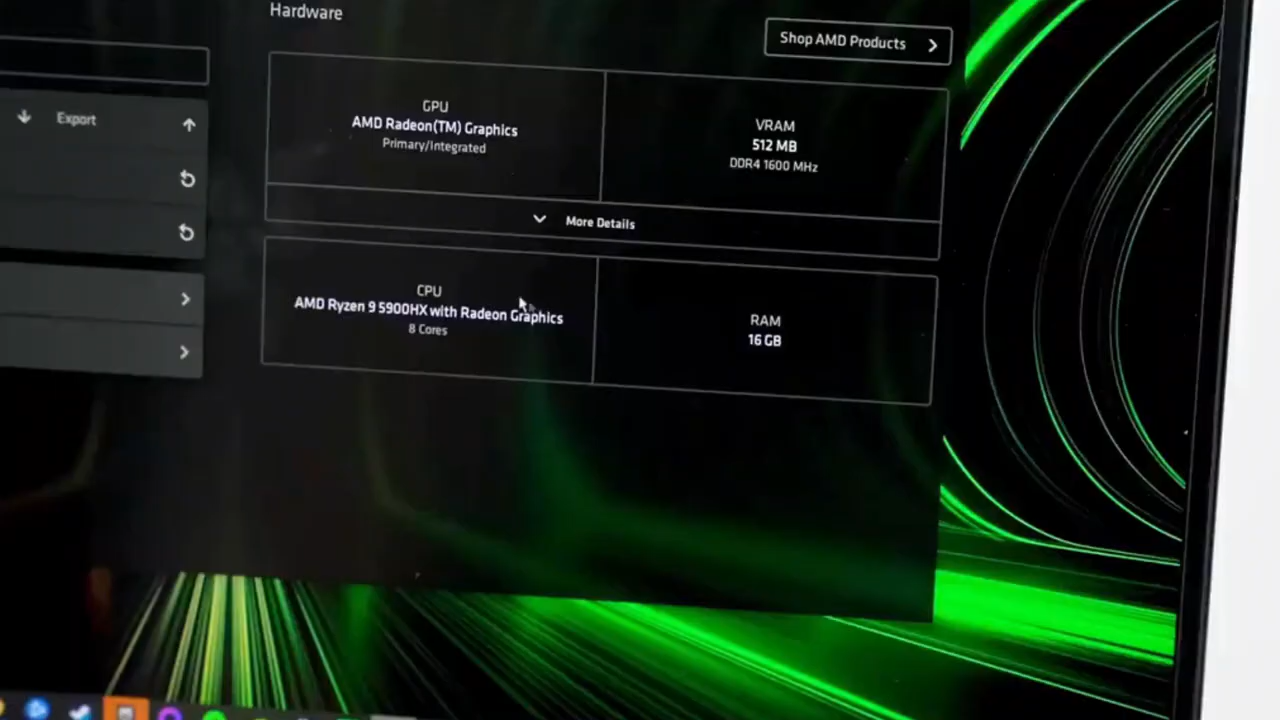 Hardware
Shop AMD Products
Export
GPU
AMD Radeon(TM) Graphics
Primary/Integrated
VRAM
512 MB
DDR4 1600 MHz
More Details
CPU
AMD Ryzen 9 5900HX with Radeon Graphics
8 Cores
RAM
16 GB